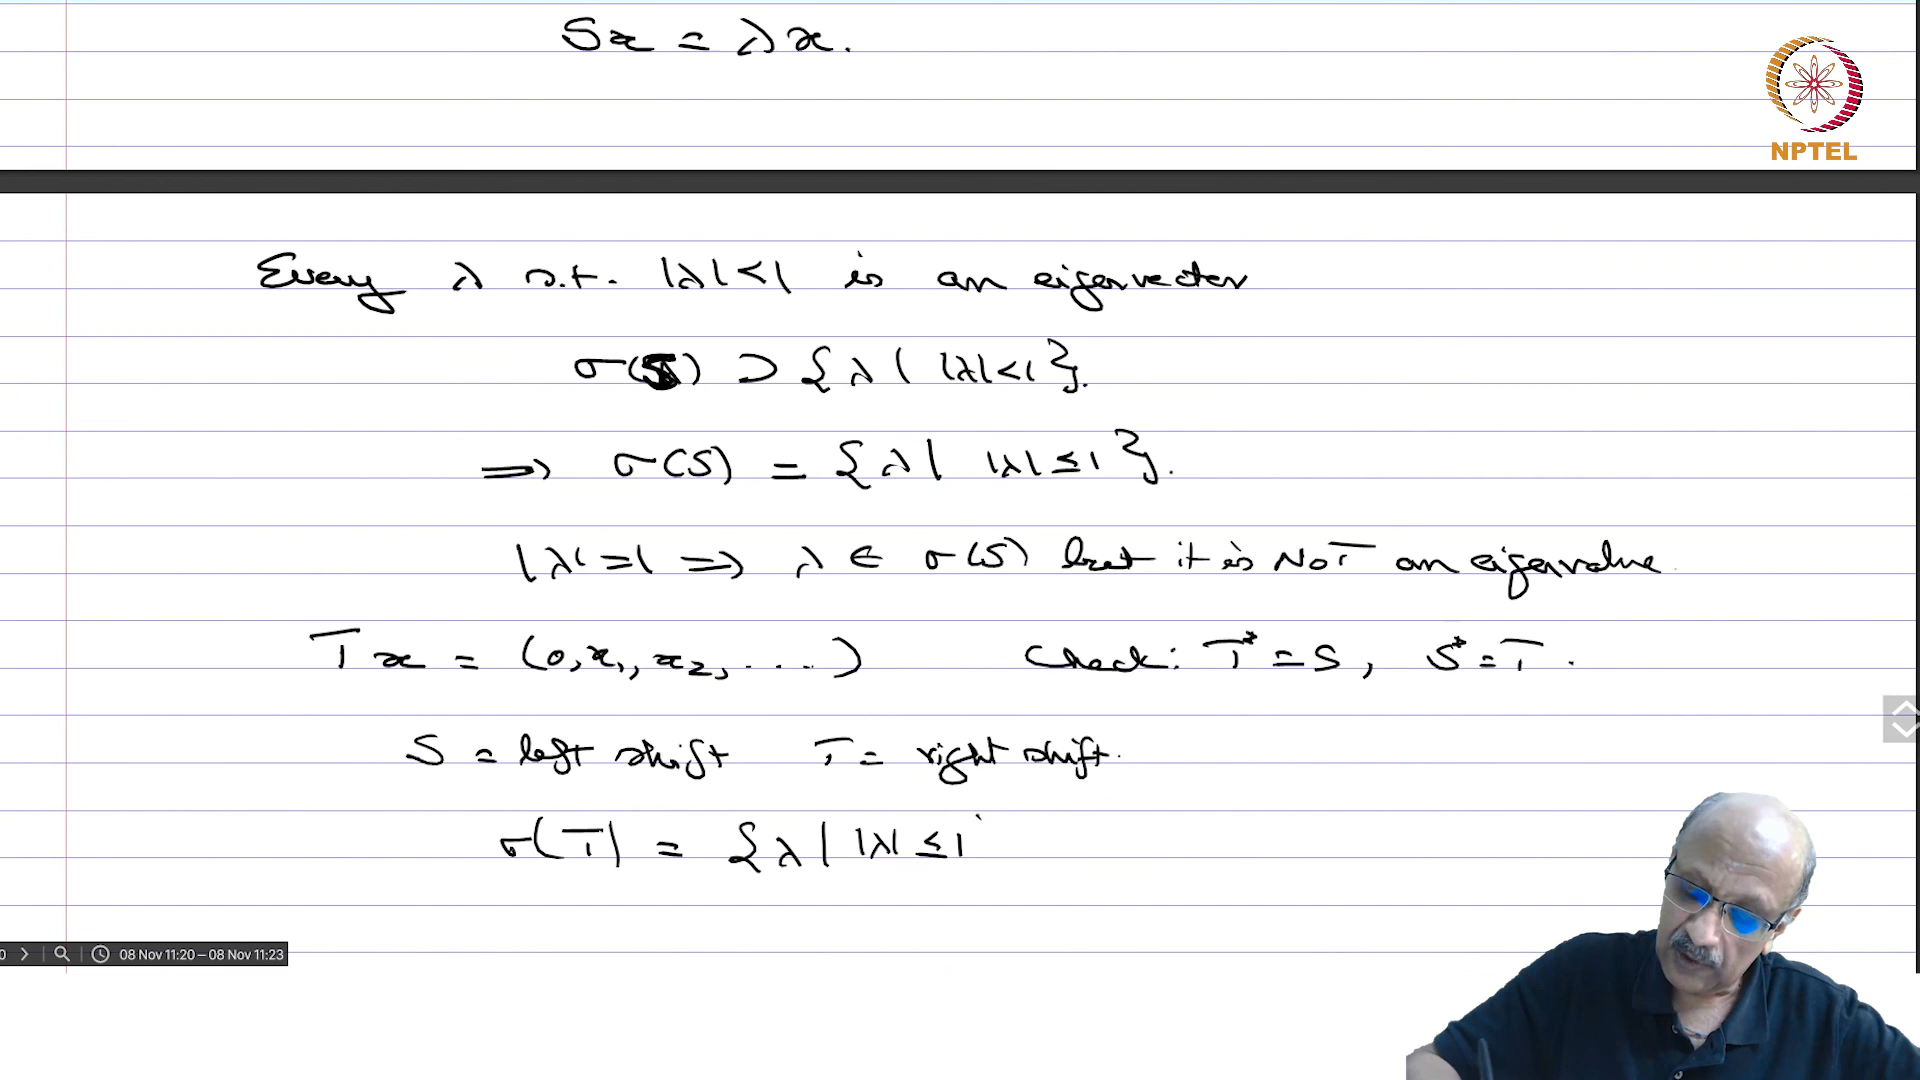 Sx = λx.
NPTEL
Every λ s.t. |λ|<1 is an eigenvector
σ(S) ⊃ {λ | |λ|<1}.
⟹ σ(S) = {λ | |λ|≤1}.
|λ|=1 ⟹ λ ∈ σ(S) but it is NOT an eigenvalue.
Tx = (0, x₁, x₂, ....) Check: T* = S, S* = T.
S = left shift T = right shift.
σ(T) = {λ | |λ| ≤ 1
0 > 08 Nov 11:20 – 08 Nov 11:23